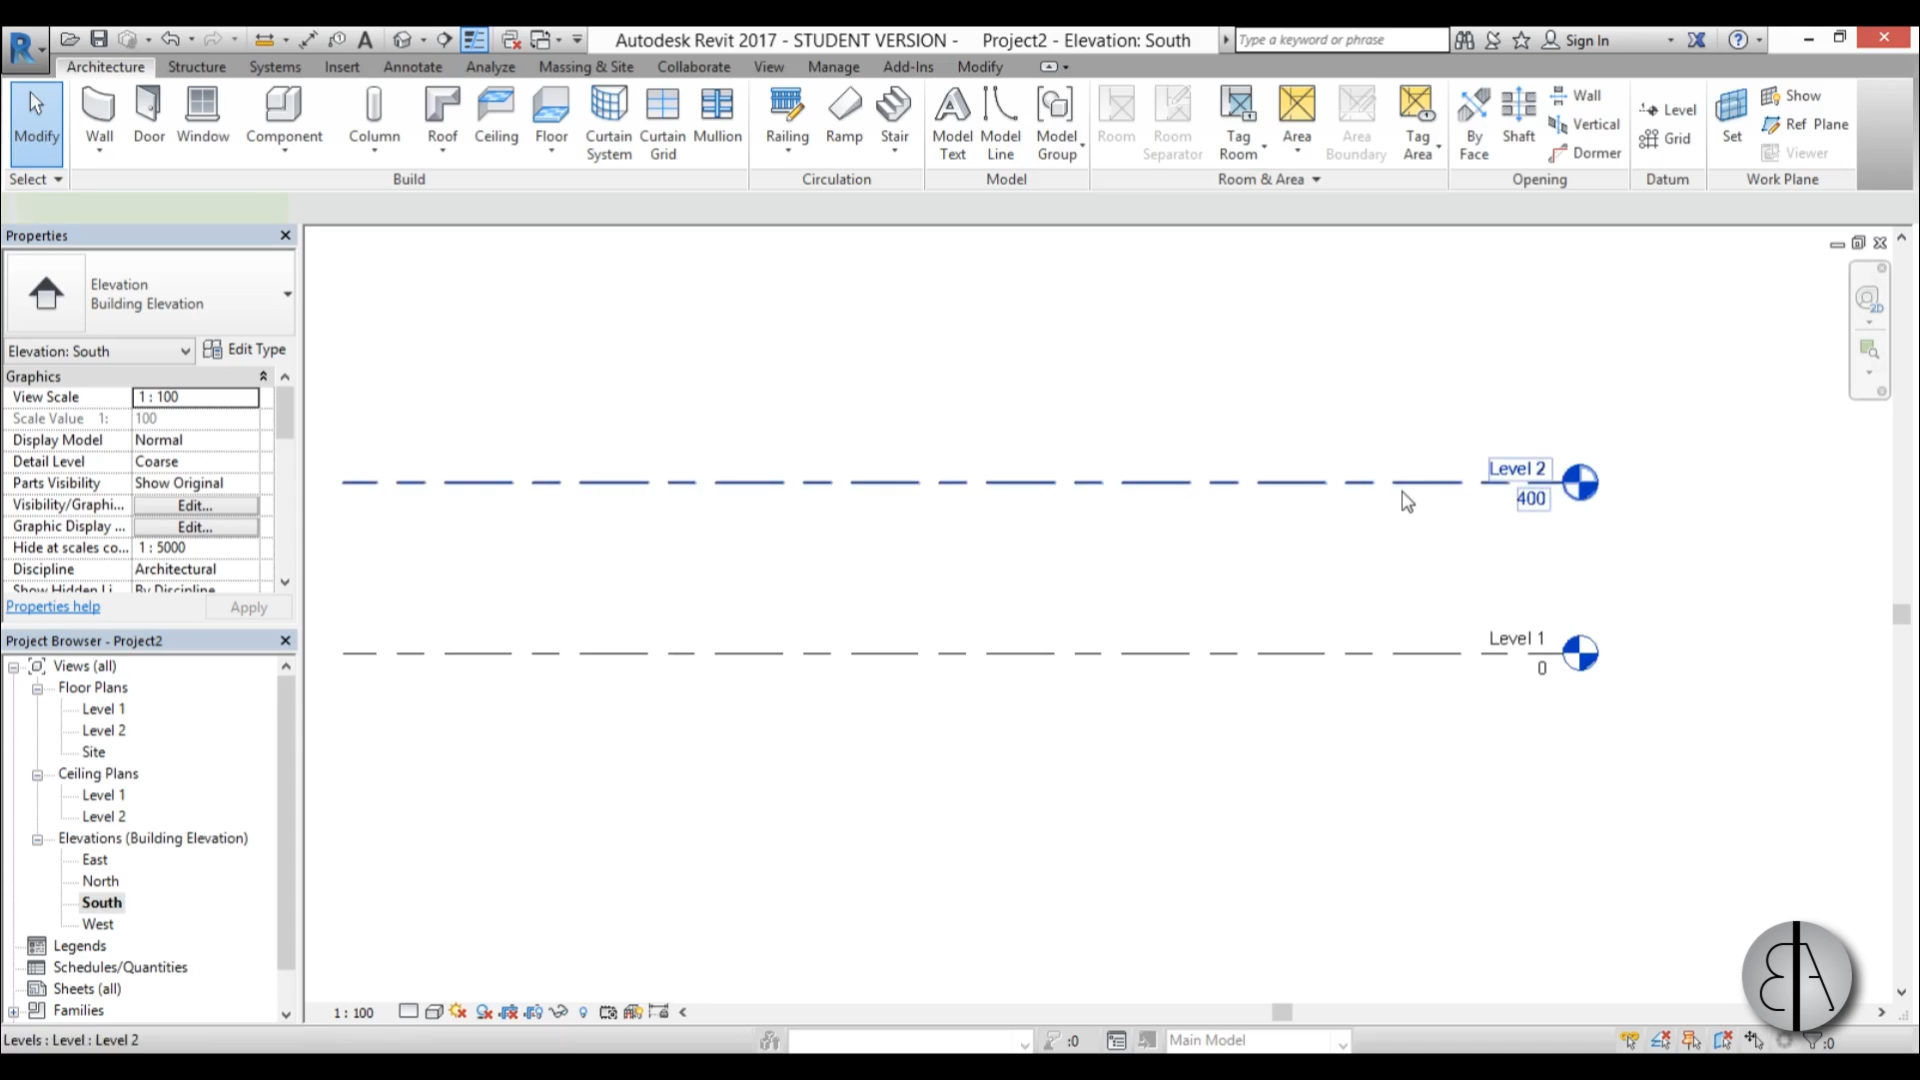 Autodesk Revit 2017 - STUDENT VERSION - Project2 - Elevation: South
Type a keyword or phrase
Sign In
Architecture Structure Systems Insert Annotate Analyze Massing & Site Collaborate View Manage Add-Ins Modify
Modify Wall Door Window Component Column Roof Ceiling Floor Curtain System Curtain Grid Mullion Railing Ramp Stair Model Text Model Line Model Group Room Room Separator Tag Room Area Area Boundary Tag Area By Face Shaft Wall Vertical Dormer Level Grid Set Show Ref Plane Viewer
Select Build Circulation Model Room & Area Opening Datum Work Plane
Properties
Elevation
Building Elevation
Elevation: South Edit Type
Graphics
View Scale 1 : 100
Scale Value 1: 100
Display Model Normal
Detail Level Coarse
Parts Visibility Show Original
Visibility/Graphi... Edit...
Graphic Display ... Edit...
Hide at scales co... 1 : 5000
Discipline Architectural
Show Hidden Li By Discipline
Properties help Apply
Project Browser - Project2
Views (all)
Floor Plans
Level 1
Level 2
Site
Ceiling Plans
Level 1
Level 2
Elevations (Building Elevation)
East
North
South
West
Legends
Schedules/Quantities
Sheets (all)
Families
Level 2
400
Level 1
0
2D
1 : 100
Levels : Level : Level 2
:0
Main Model
:0